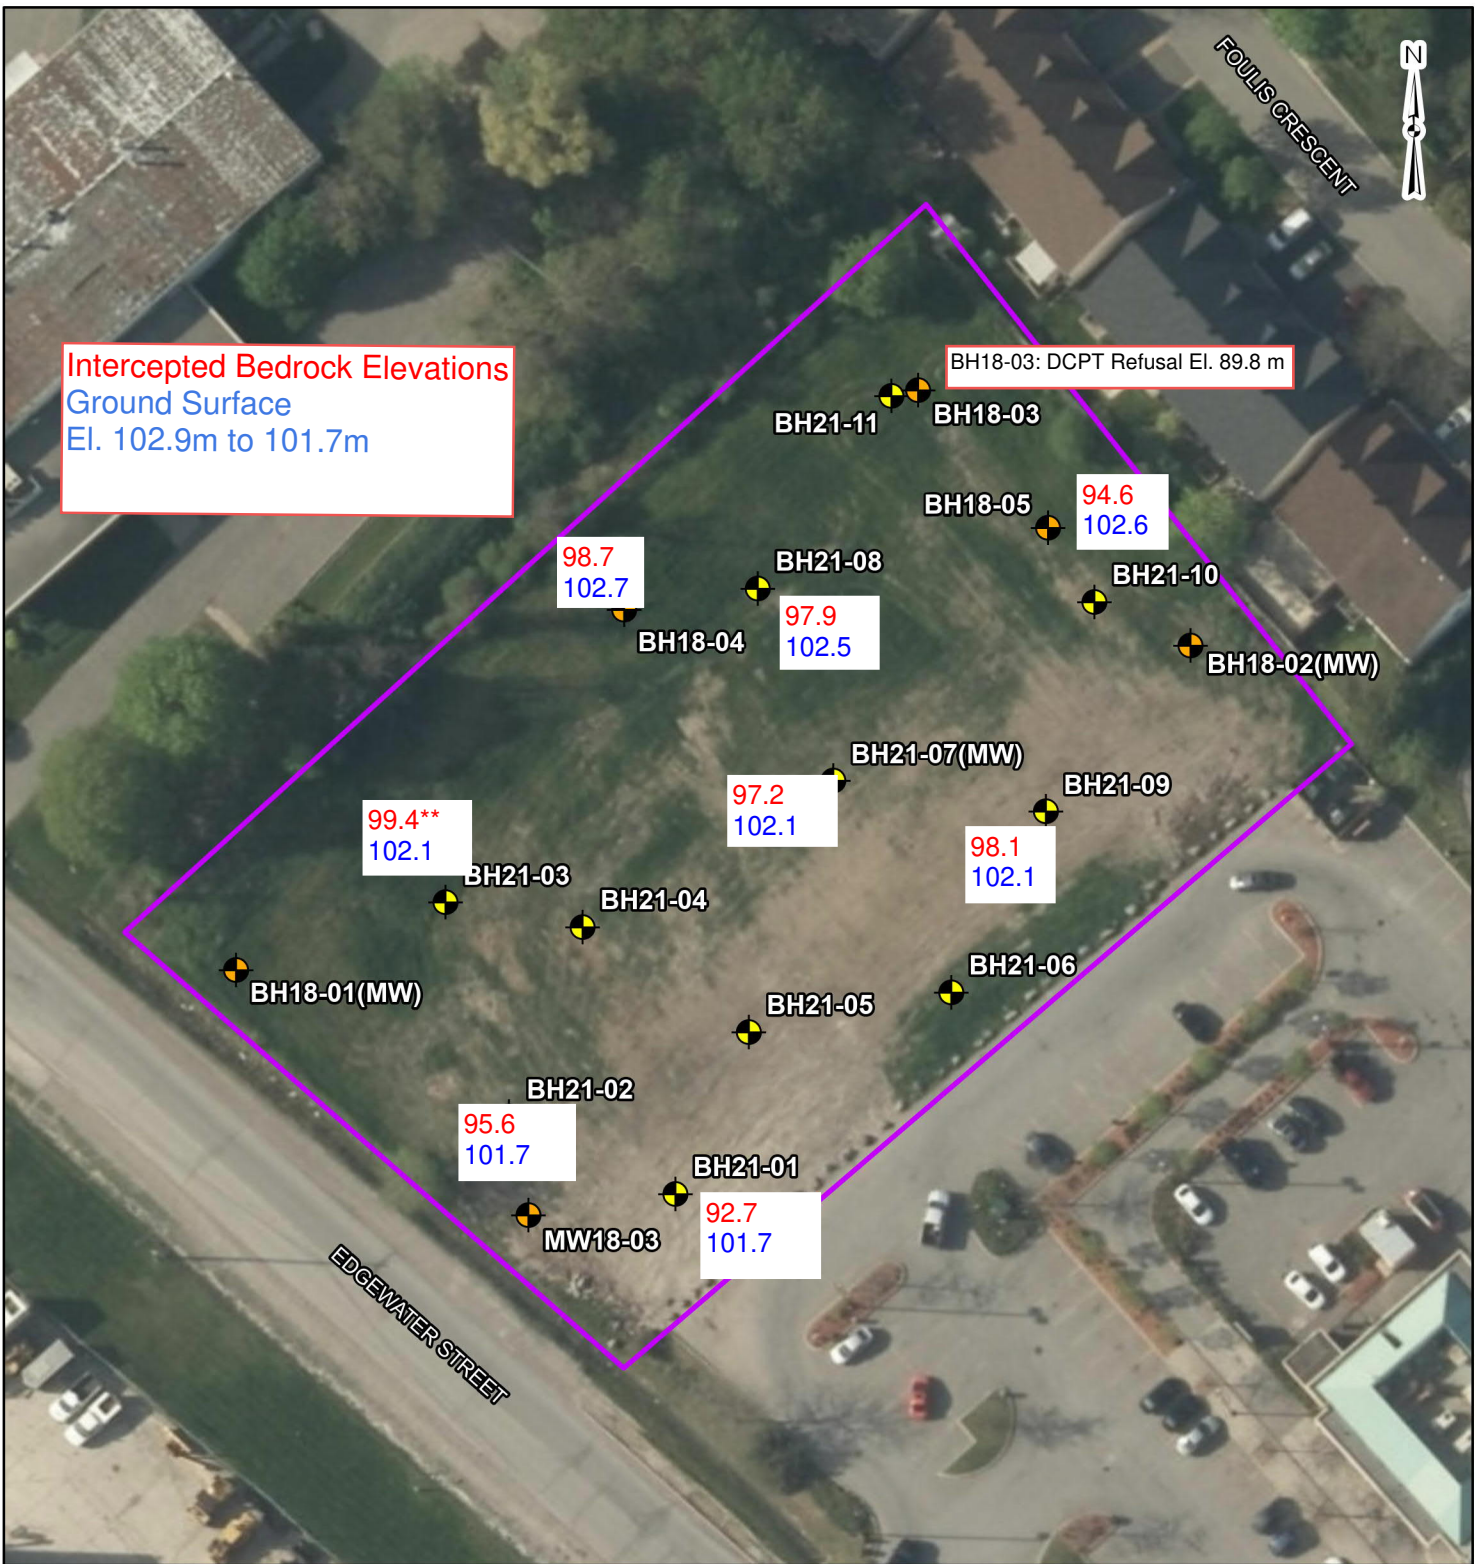 FOULIS CRESCENT
N
Intercepted Bedrock Elevations
Ground Surface
El. 102.9m to 101.7m
BH18-03: DCPT Refusal El. 89.8 m
BH21-11
BH18-03
BH18-05
94.6
102.6
98.7
102.7
BH18-04
BH21-08
97.9
102.5
BH21-10
BH18-02(MW)
BH21-07(MW)
97.2
102.1
BH21-09
98.1
102.1
99.4**
102.1
BH21-03
BH21-04
BH18-01(MW)
BH21-06
BH21-05
BH21-02
95.6
101.7
BH21-01
92.7
101.7
MW18-03
EDGEWATER STREET